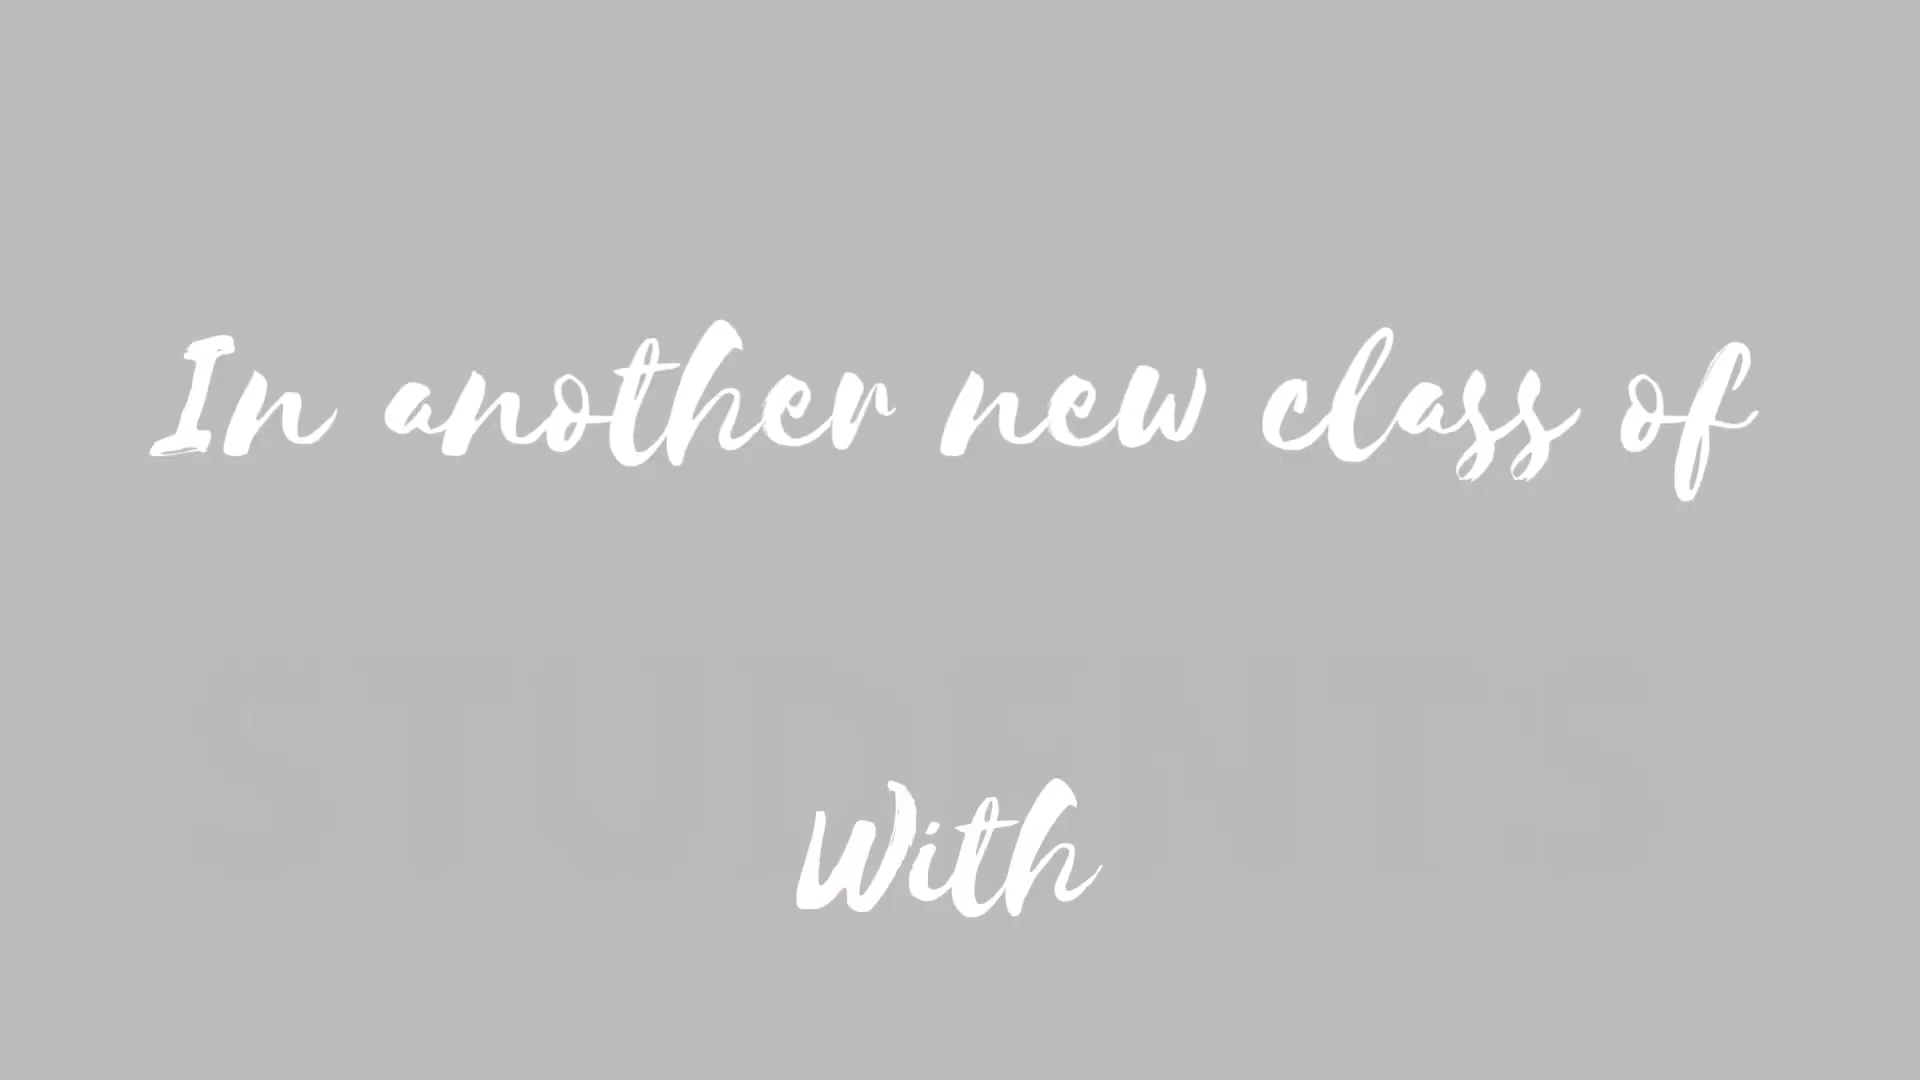 In another new class of
With